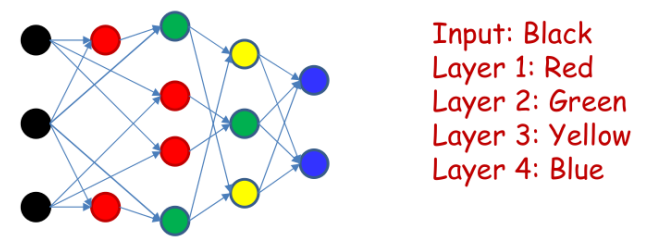 Input: Black
Layer 1: Red
Layer 2: Green
Layer 3: Yellow
Layer 4: Blue